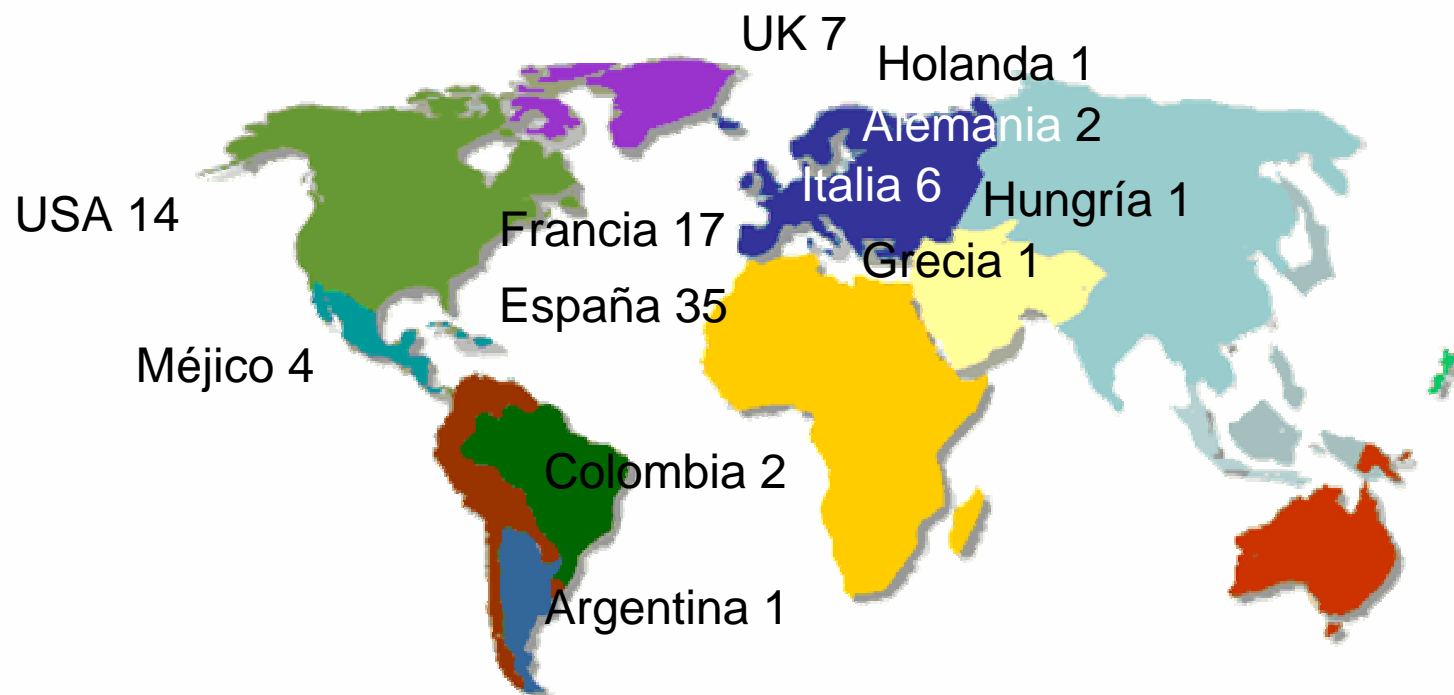 UK 7
Holanda 1
Alemania 2
Italia 6
Hungría 1
USA 14
Francia 17
Grecia 1
España 35
Méjico 4
Colombia 2
Argentina 1